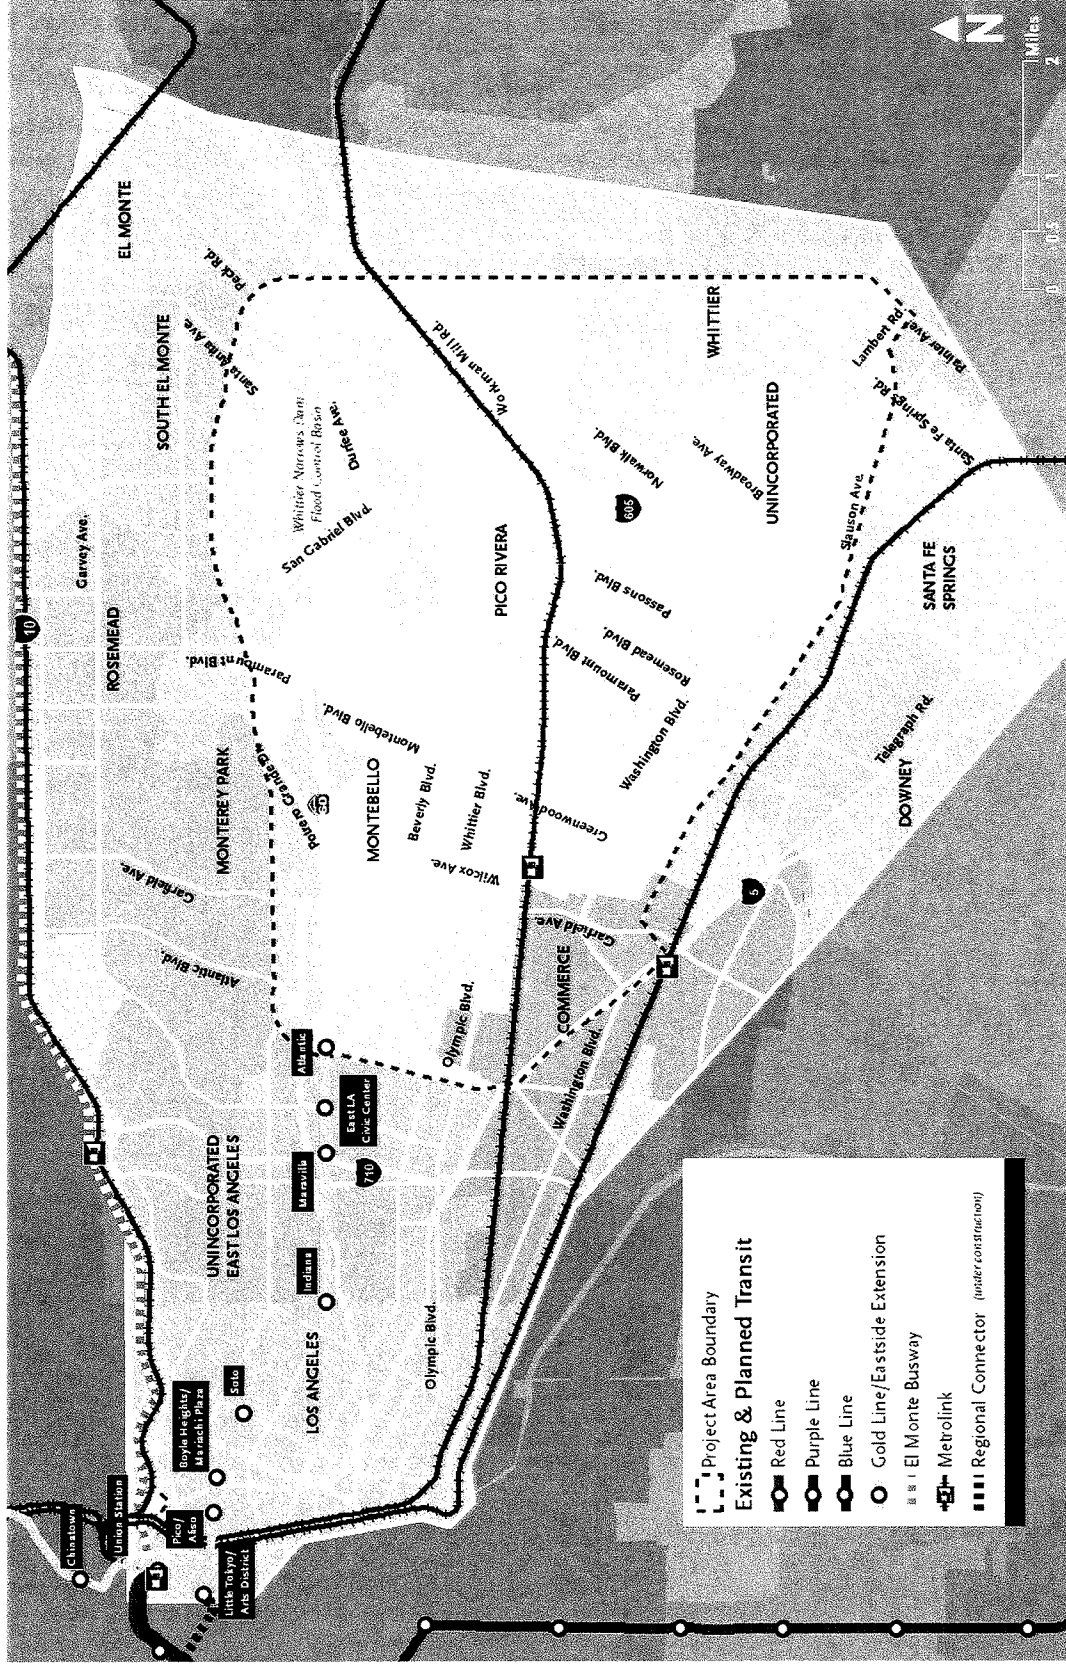 EL MONTE
Peck Rd.
Santa Anita Ave.
SOUTH EL MONTE
Garvey Ave.
10
ROSEMEAD
Paramount Blvd.
MONTEREY PARK
Garfield Ave.
Atlantic Blvd.
Whittier Narrows Dam
Flood Control Basin
Durfee Ave.
San Gabriel Blvd.
Workman Mill Rd.
Montebello Blvd.
Poturo Grande Dr.
60
MONTEBELLO
Beverly Blvd.
Whittier Blvd.
Wilcox Ave.
PICO RIVERA
605
Norwalk Blvd.
Broadway Ave.
WHITTIER
UNINCORPORATED
Lambert Rd.
Painter Ave.
Santa Fe Springs Rd.
Slauson Ave.
Passons Blvd.
Rosemead Blvd.
Paramount Blvd.
Washington Blvd.
Greenwood Ave.
SANTA FE
SPRINGS
Telegraph Rd.
DOWNEY
5
Garfield Ave.
COMMERCE
Washington Blvd.
Olympic Blvd.
Atlantic
East LA
Civic Center
Maravilla
710
Indiana
UNINCORPORATED
EAST LOS ANGELES
LOS ANGELES
Olympic Blvd.
Soto
Boyle Heights/
Mariachi Plaza
Pico/
Aliso
Union Station
Chinatown
Little Tokyo/
Arts District
N
0 0.5 1 2
Miles
Project Area Boundary
Existing & Planned Transit
Red Line
Purple Line
Blue Line
Gold Line/Eastside Extension
El Monte Busway
Metrolink
Regional Connector (under construction)